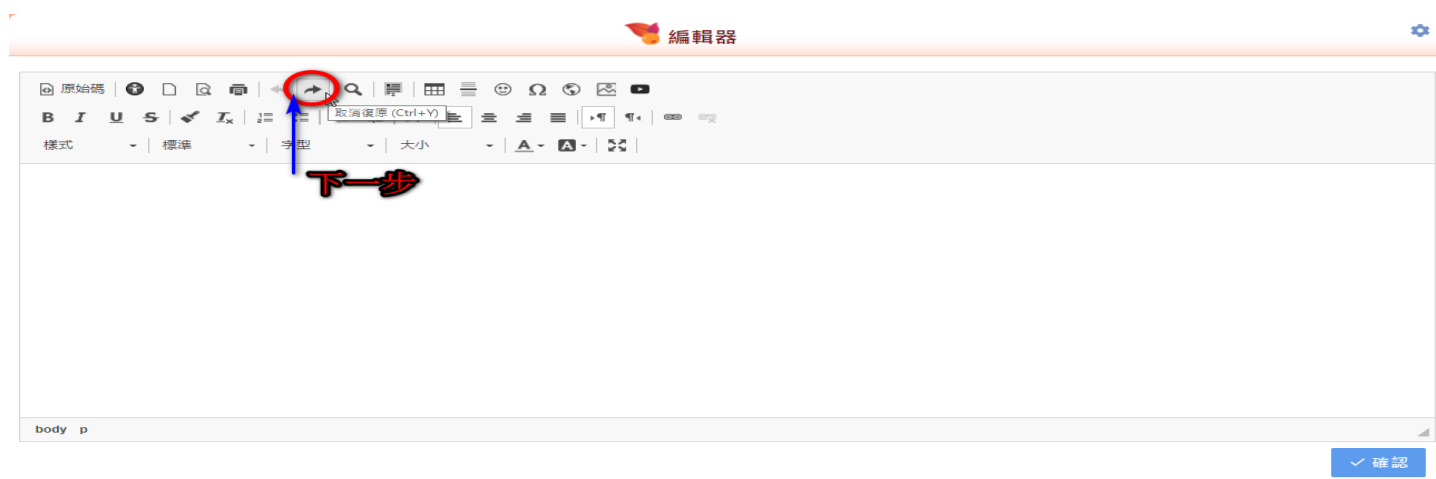 編輯器
原始碼
B I U S Tx
取消復原 (Ctrl+Y)
樣式 標準 字型 大小 A A
下一步
body p
確認